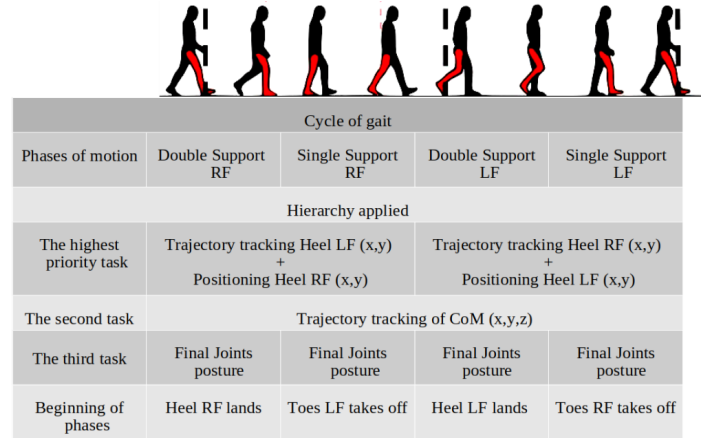 Cycle of gait
Phases of motion
Double Support
RF
Single Support
RF
Double Support
LF
Single Support
LF
Hierarchy applied
The highest
priority task
Trajectory tracking Heel LF (x,y)
+
Positioning Heel RF (x,y)
Trajectory tracking Heel RF (x,y)
+
Positioning Heel LF (x,y)
The second task
Trajectory tracking of CoM (x,y,z)
The third task
Final Joints
posture
Final Joints
posture
Final Joints
posture
Final Joints
posture
Beginning of
phases
Heel RF lands
Toes LF takes off
Heel LF lands
Toes RF takes off